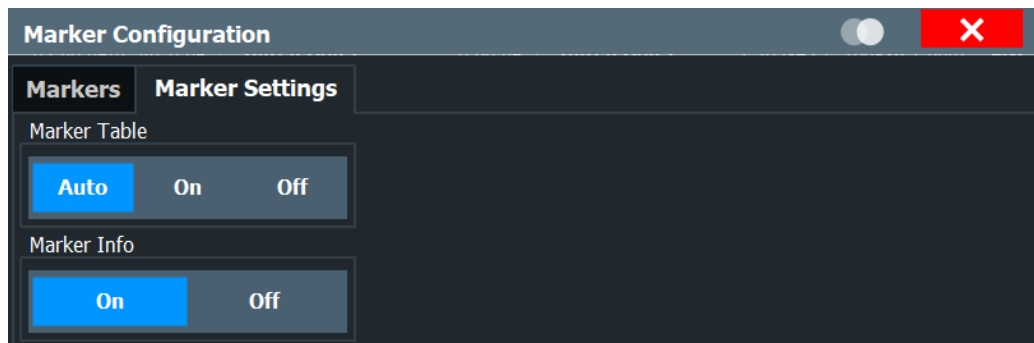 Marker Configuration
Markers Marker Settings
Marker Table
Auto On Off
Marker Info
On Off